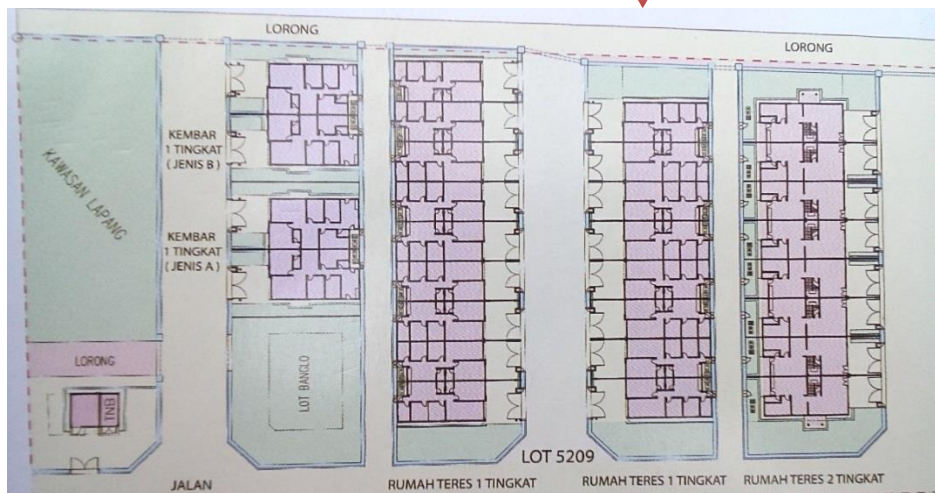 LORONG
LORONG
KAWASAN LAPANG
KEMBAR
1 TINGKAT
( JENIS B )
KEMBAR
1 TINGKAT
( JENIS A )
LORONG
TNB
LOT BANGLO
LOT 5209
JALAN
RUMAH TERES 1 TINGKAT
RUMAH TERES 1 TINGKAT
RUMAH TERES 2 TINGKAT